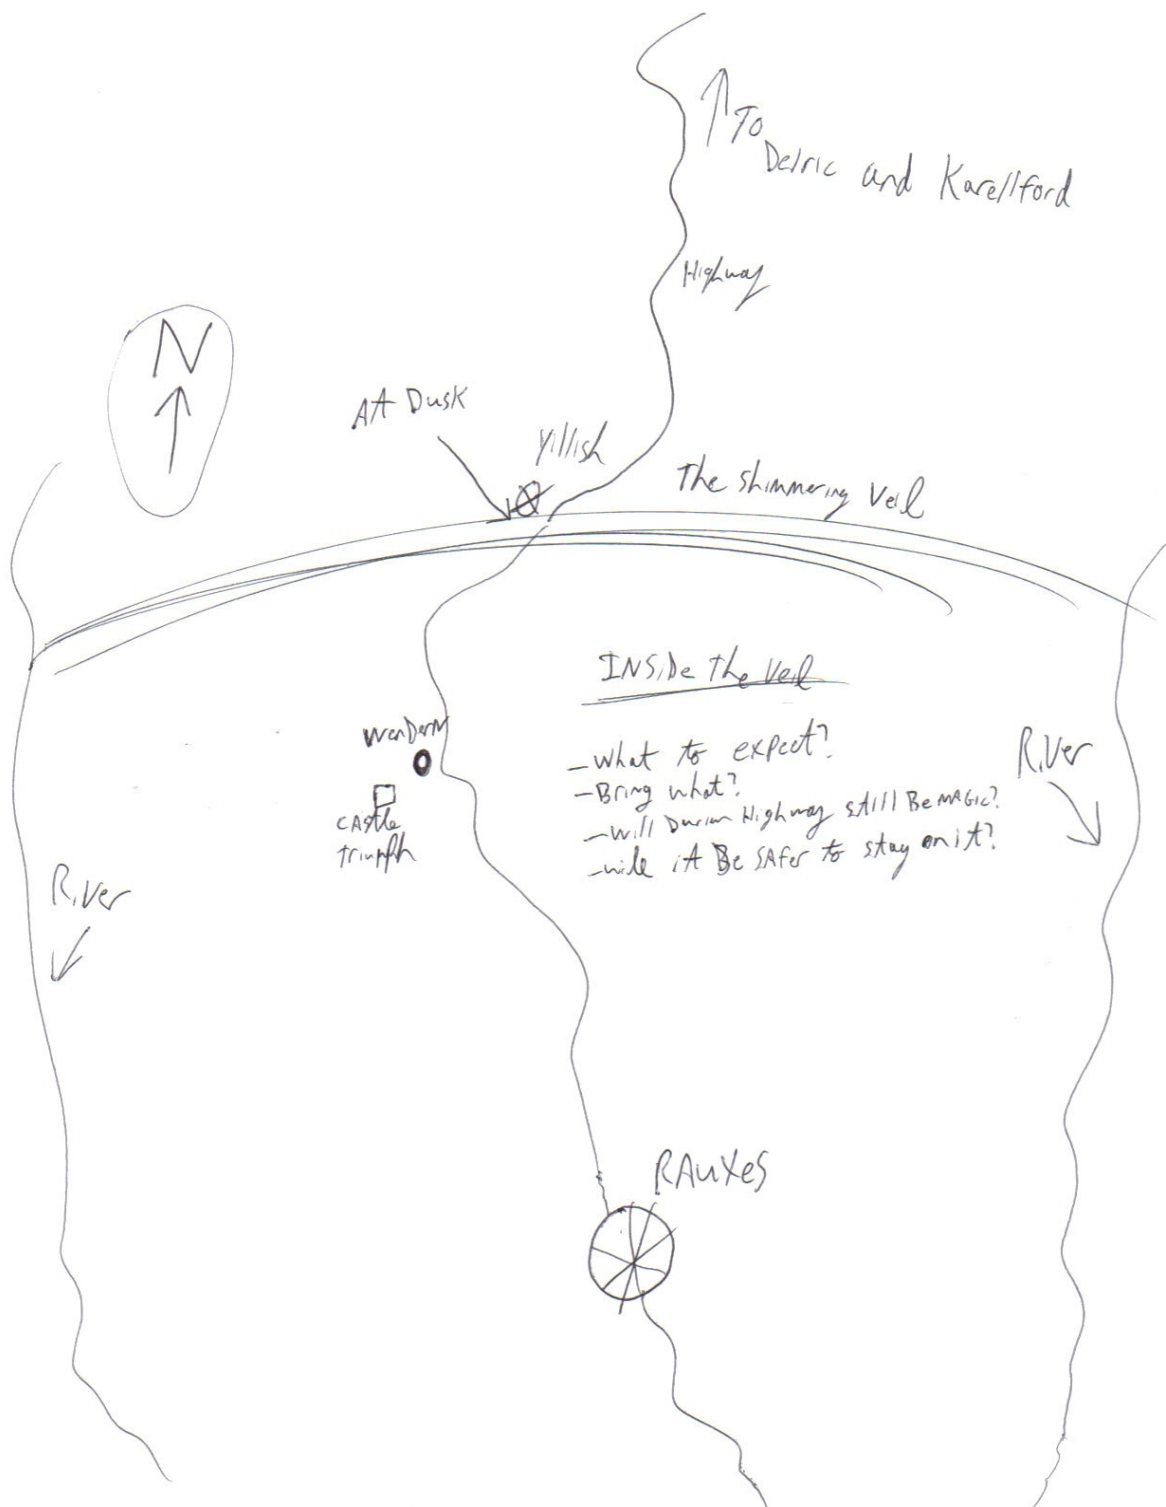 To
Delric and Karellford
Highway
N
At Dusk
Yillish
The Shimmering Veil
INSiDe the Veil
- What to expect?
- Bring what?
- Will Durian Highway still Be MAGIC?
- will it Be SAfer to stay on it?
WenDarn
CAstle
triumph
River
River
RAuxes